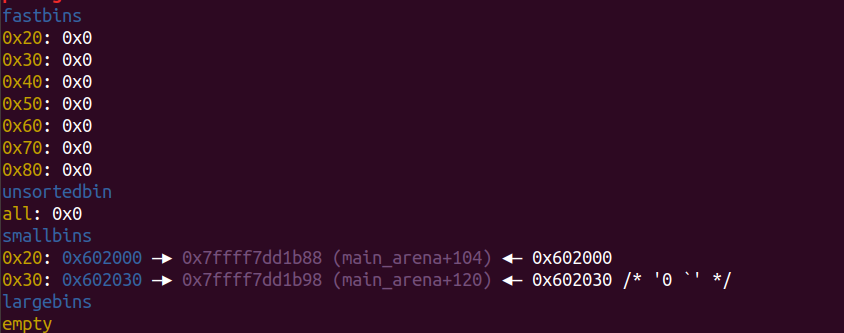 fastbins
0x20: 0x0
0x30: 0x0
0x40: 0x0
0x50: 0x0
0x60: 0x0
0x70: 0x0
0x80: 0x0
unsortedbin
all: 0x0
smallbins
0x20: 0x602000 —▸ 0x7ffff7dd1b88 (main_arena+104) ◂— 0x602000
0x30: 0x602030 —▸ 0x7ffff7dd1b98 (main_arena+120) ◂— 0x602030 /* '0 `' */
largebins
empty